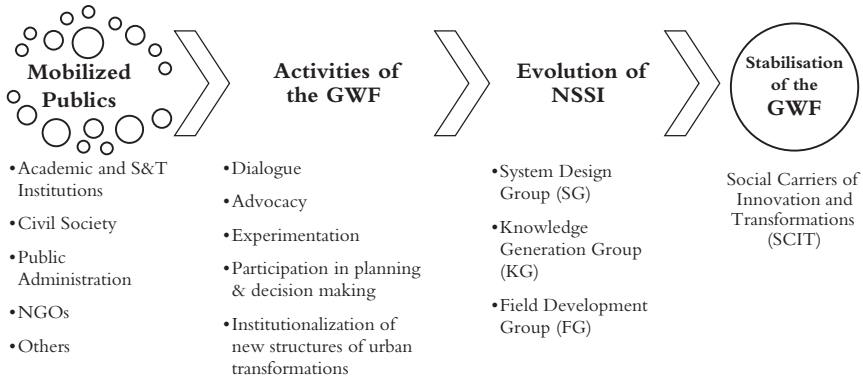 Mobilized
Publics
•Academic and S&T
Institutions
•Civil Society
•Public
Administration
•NGOs
•Others
Activities of
the GWF
•Dialogue
•Advocacy
•Experimentation
•Participation in planning
& decision making
•Institutionalization of
new structures of urban
transformations
Evolution of
NSSI
•System Design
Group (SG)
•Knowledge
Generation Group
(KG)
•Field Development
Group (FG)
Stabilisation
of the
GWF
Social Carriers of
Innovation and
Transformations
(SCIT)